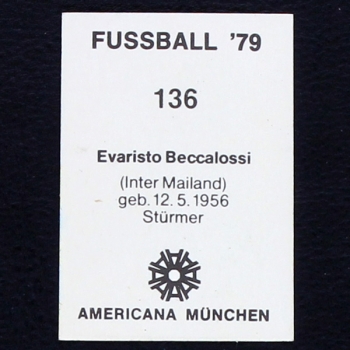 FUSSBALL '79
136
Evaristo Beccalossi
(Inter Mailand)
geb. 12. 5. 1956
Stürmer
AMERICANA MÜNCHEN